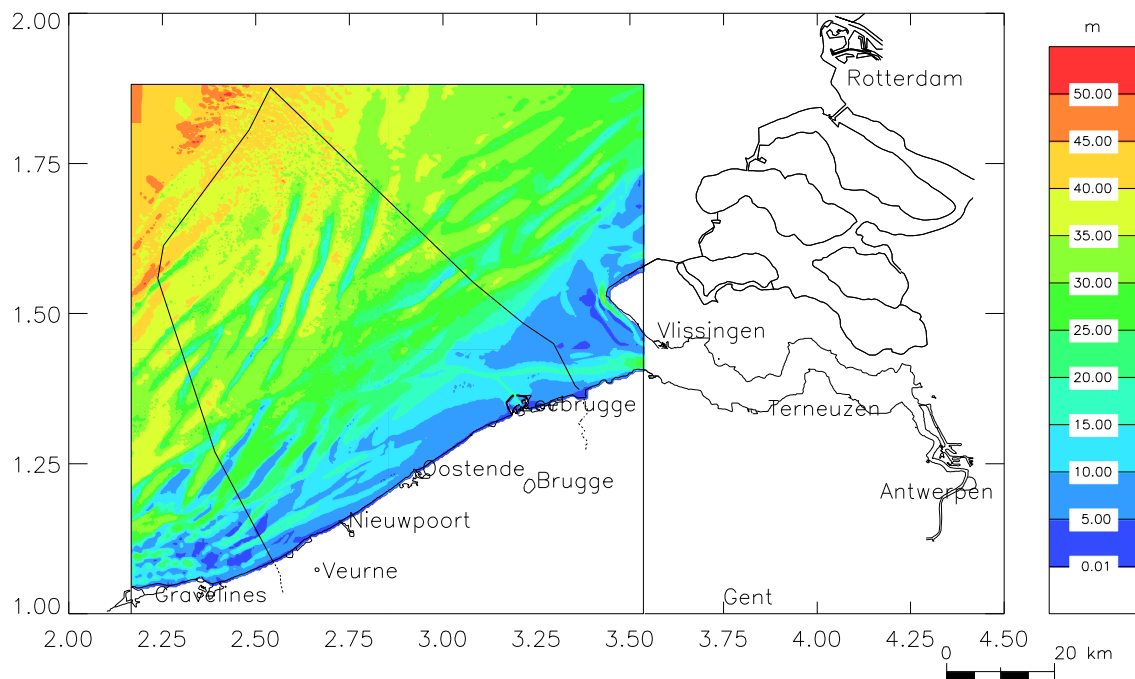 2.00
m
Rotterdam
50.00
45.00
1.75
40.00
35.00
30.00
1.50
25.00
Vlissingen
20.00
Zeebrugge
Terneuzen
15.00
1.25
Oostende
10.00
Brugge
Antwerpen
Nieuwpoort
5.00
Veurne
0.01
Gravelines
Gent
1.00
2.00 2.25 2.50 2.75 3.00 3.25 3.50 3.75 4.00 4.25 4.50
0 20 km